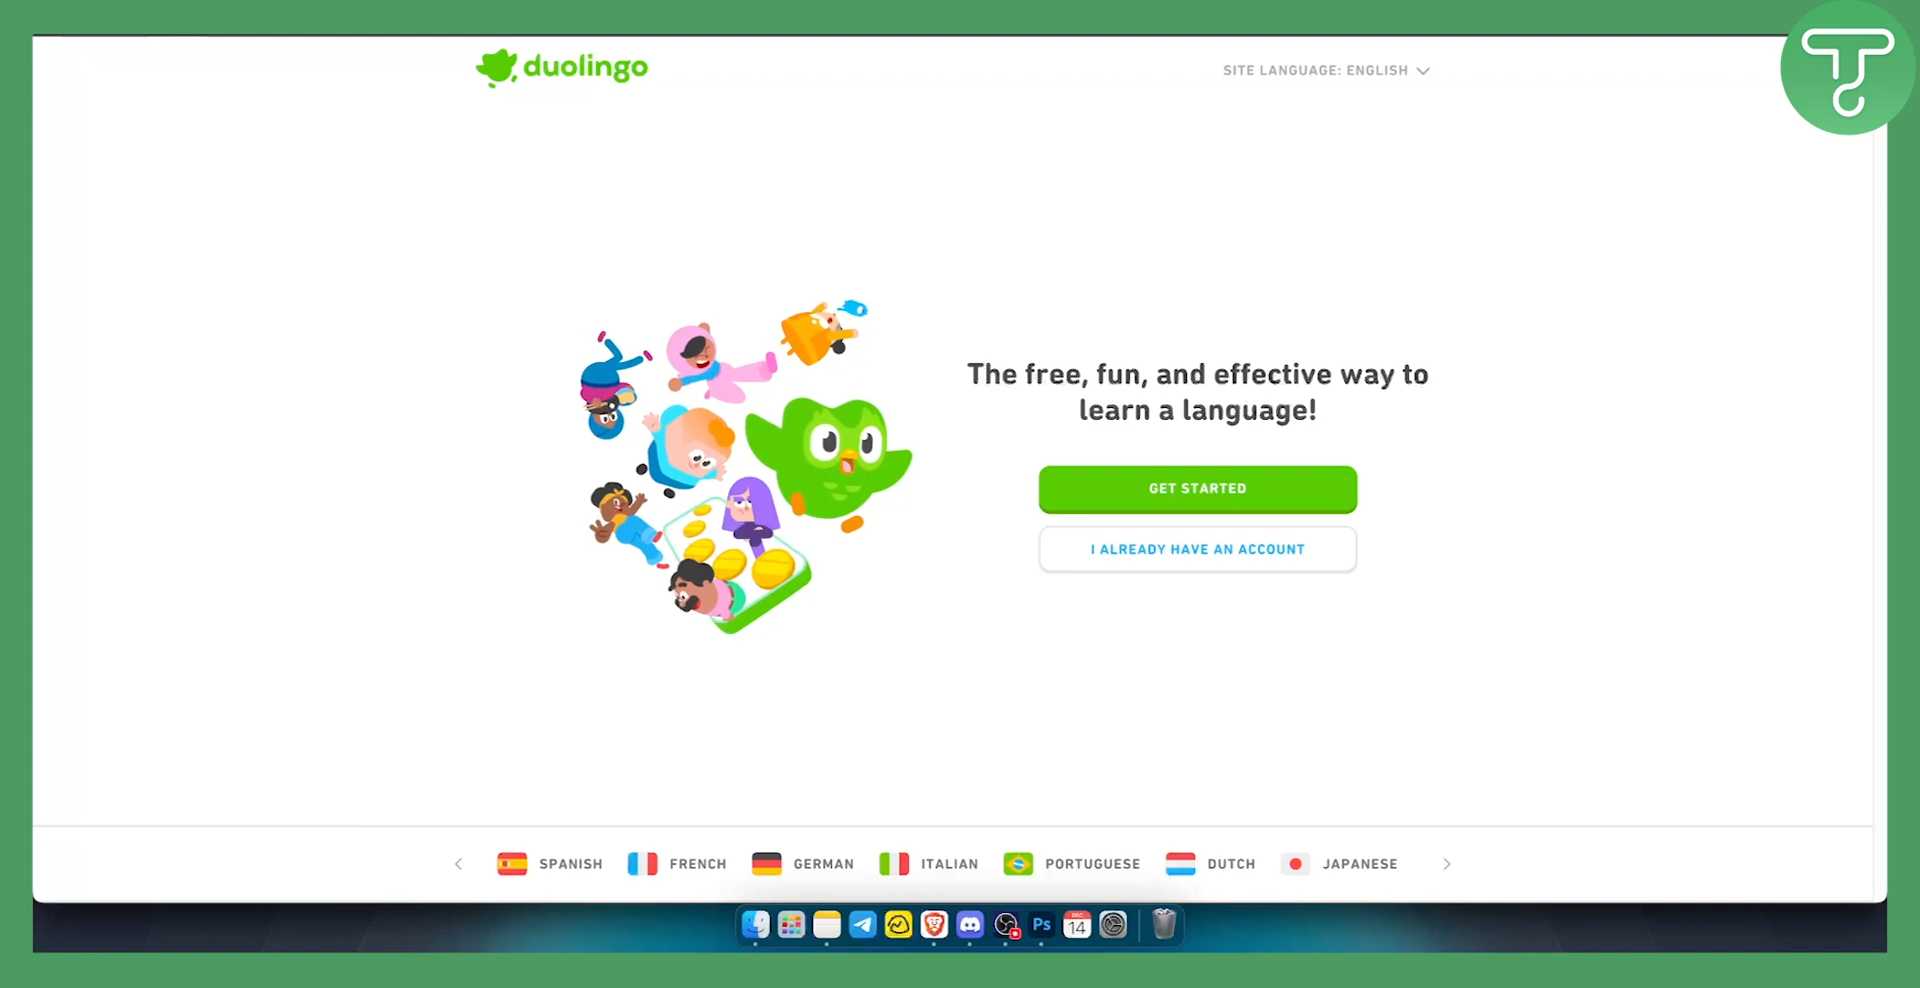 duolingo
SITE LANGUAGE: ENGLISH
The free, fun, and effective way to
learn a language!
GET STARTED
I ALREADY HAVE AN ACCOUNT
SPANISH FRENCH GERMAN ITALIAN PORTUGUESE DUTCH JAPANESE
Ps
DEC
14